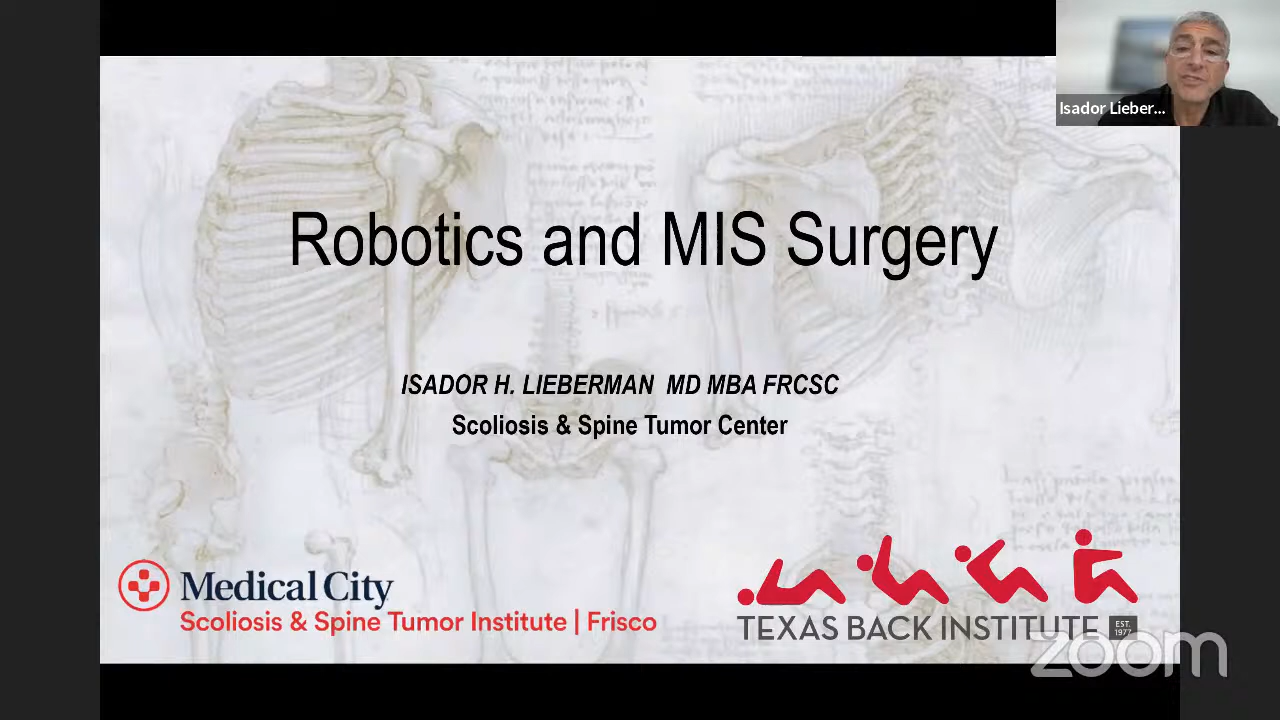 Isador Lieber...
Robotics and MIS Surgery
ISADOR H. LIEBERMAN MD MBA FRCSC
Scoliosis & Spine Tumor Center
Medical City
Scoliosis & Spine Tumor Institute | Frisco
TEXAS BACK INSTITUTE
EST.
1977
zoom